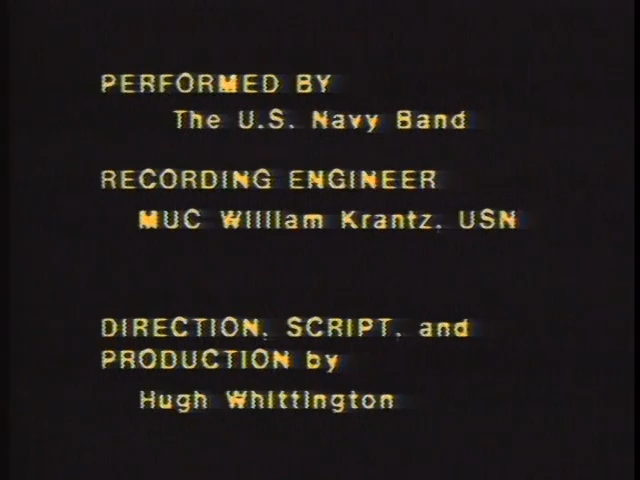 PERFORMED BY
The U.S. Navy Band
RECORDING ENGINEER
MUC William Krantz, USN
DIRECTION, SCRIPT, and
PRODUCTION by
Hugh Whittington